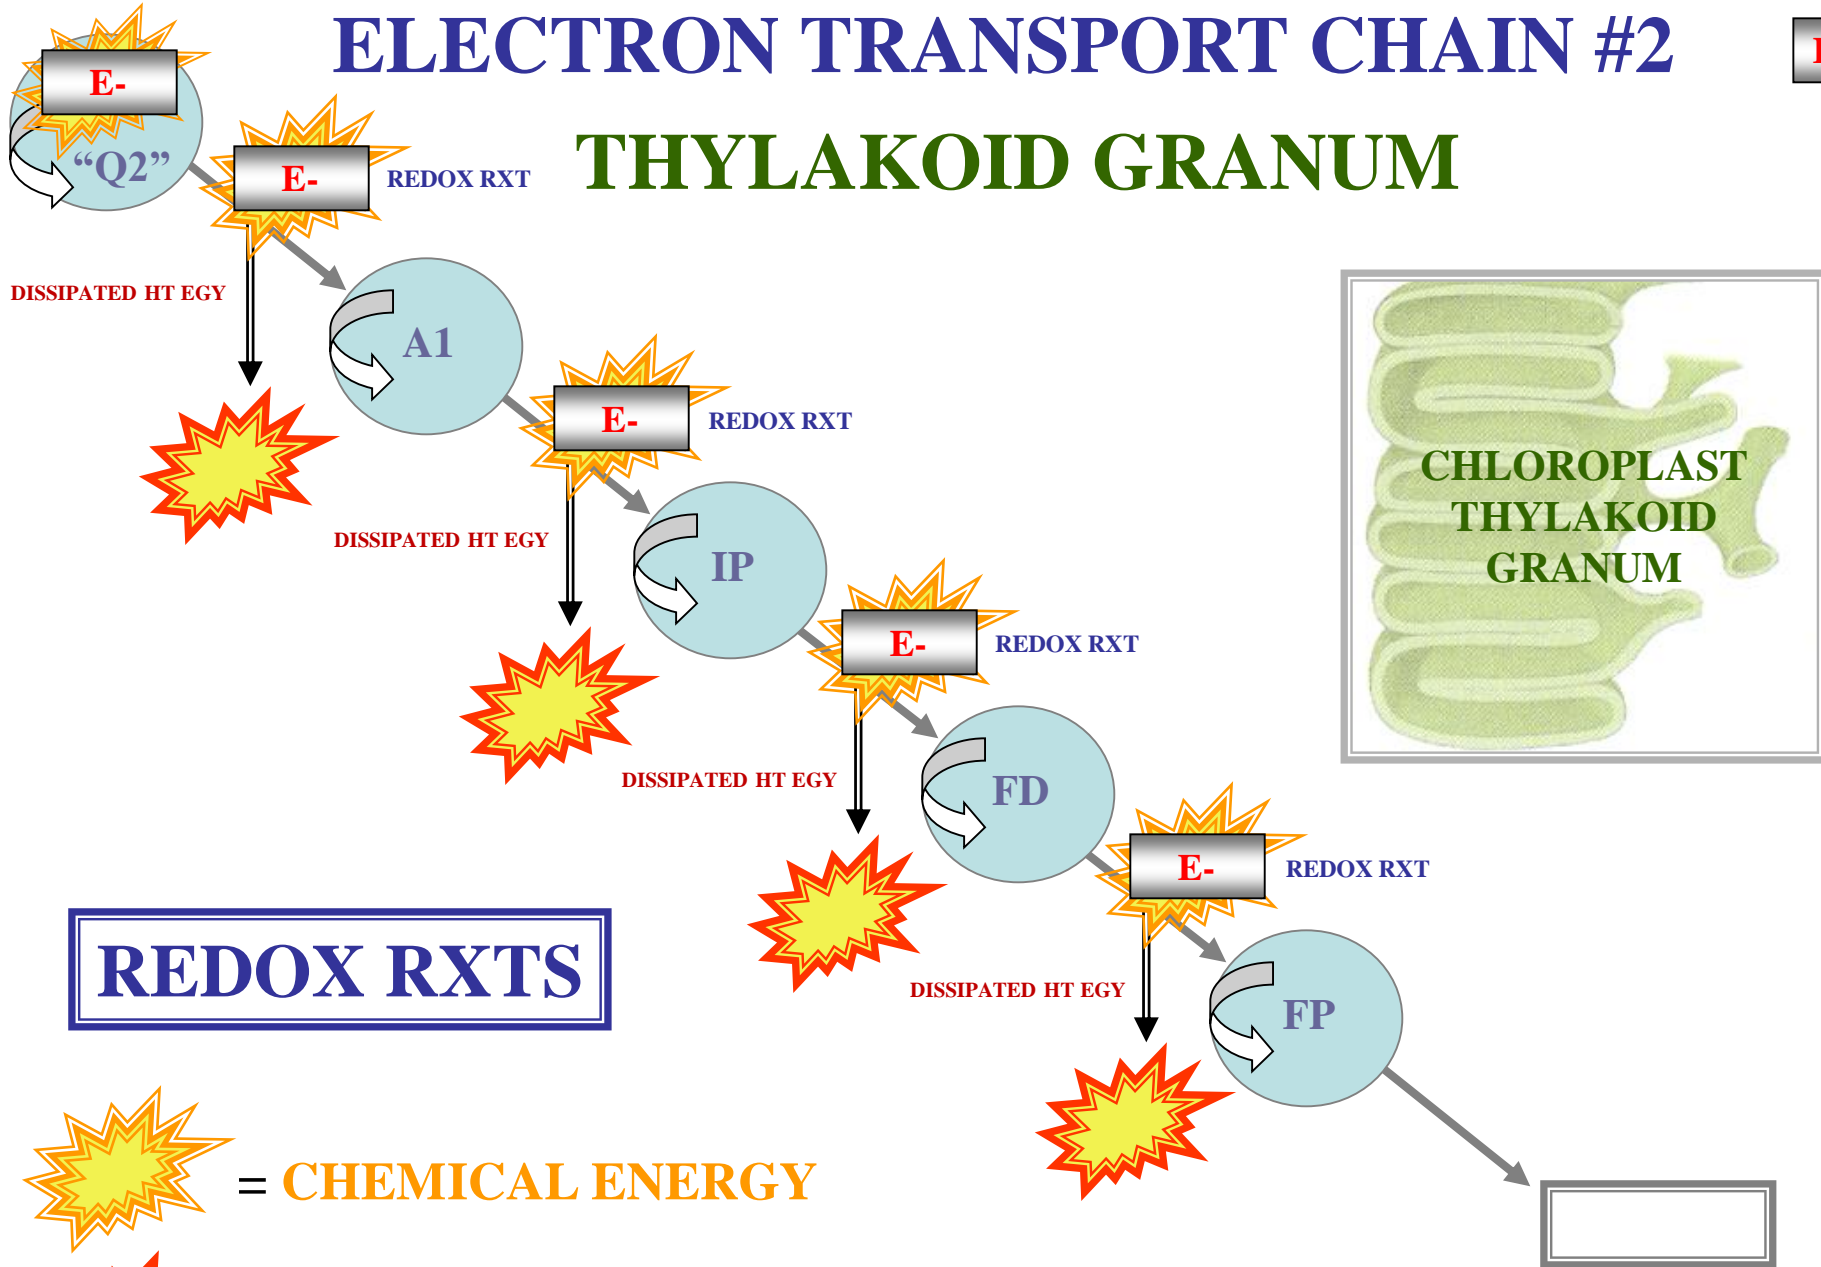 ELECTRON TRANSPORT CHAIN #2
THYLAKOID GRANUM
E-
“Q2”
E-
REDOX RXT
DISSIPATED HT EGY
A1
E-
REDOX RXT
DISSIPATED HT EGY
IP
E-
REDOX RXT
DISSIPATED HT EGY
FD
E-
REDOX RXT
DISSIPATED HT EGY
FP
CHLOROPLAST
THYLAKOID
GRANUM
REDOX RXTS
= CHEMICAL ENERGY